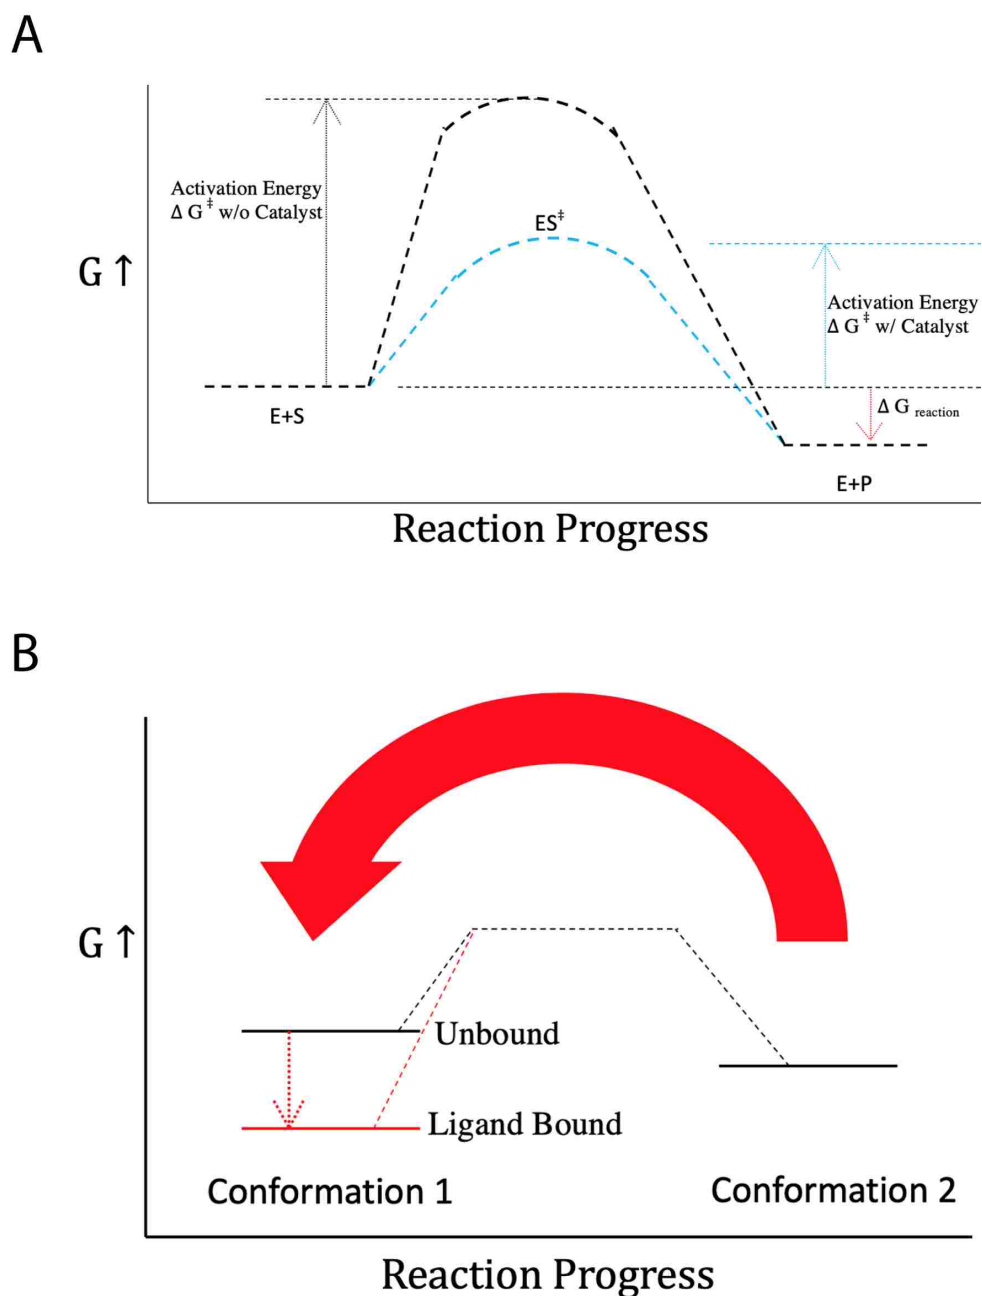 A
Activation Energy
Δ G‡ w/o Catalyst
ES‡
G ↑
Activation Energy
Δ G‡ w/ Catalyst
E+S
Δ G reaction
E+P
Reaction Progress
B
G ↑
Unbound
Ligand Bound
Conformation 1
Conformation 2
Reaction Progress